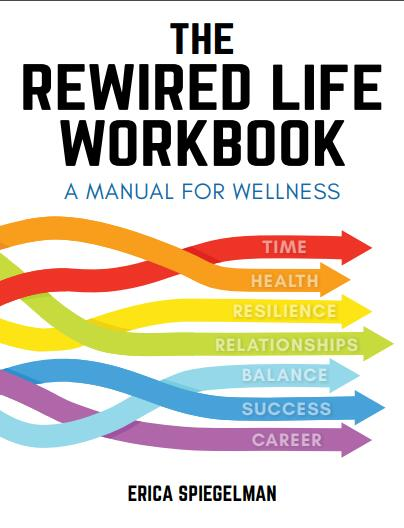 THE
REWIRED LIFE
WORKBOOK
A MANUAL FOR WELLNESS
TIME
HEALTH
RESILIENCE
RELATIONSHIPS
BALANCE
SUCCESS
CAREER
ERICA SPIEGELMAN